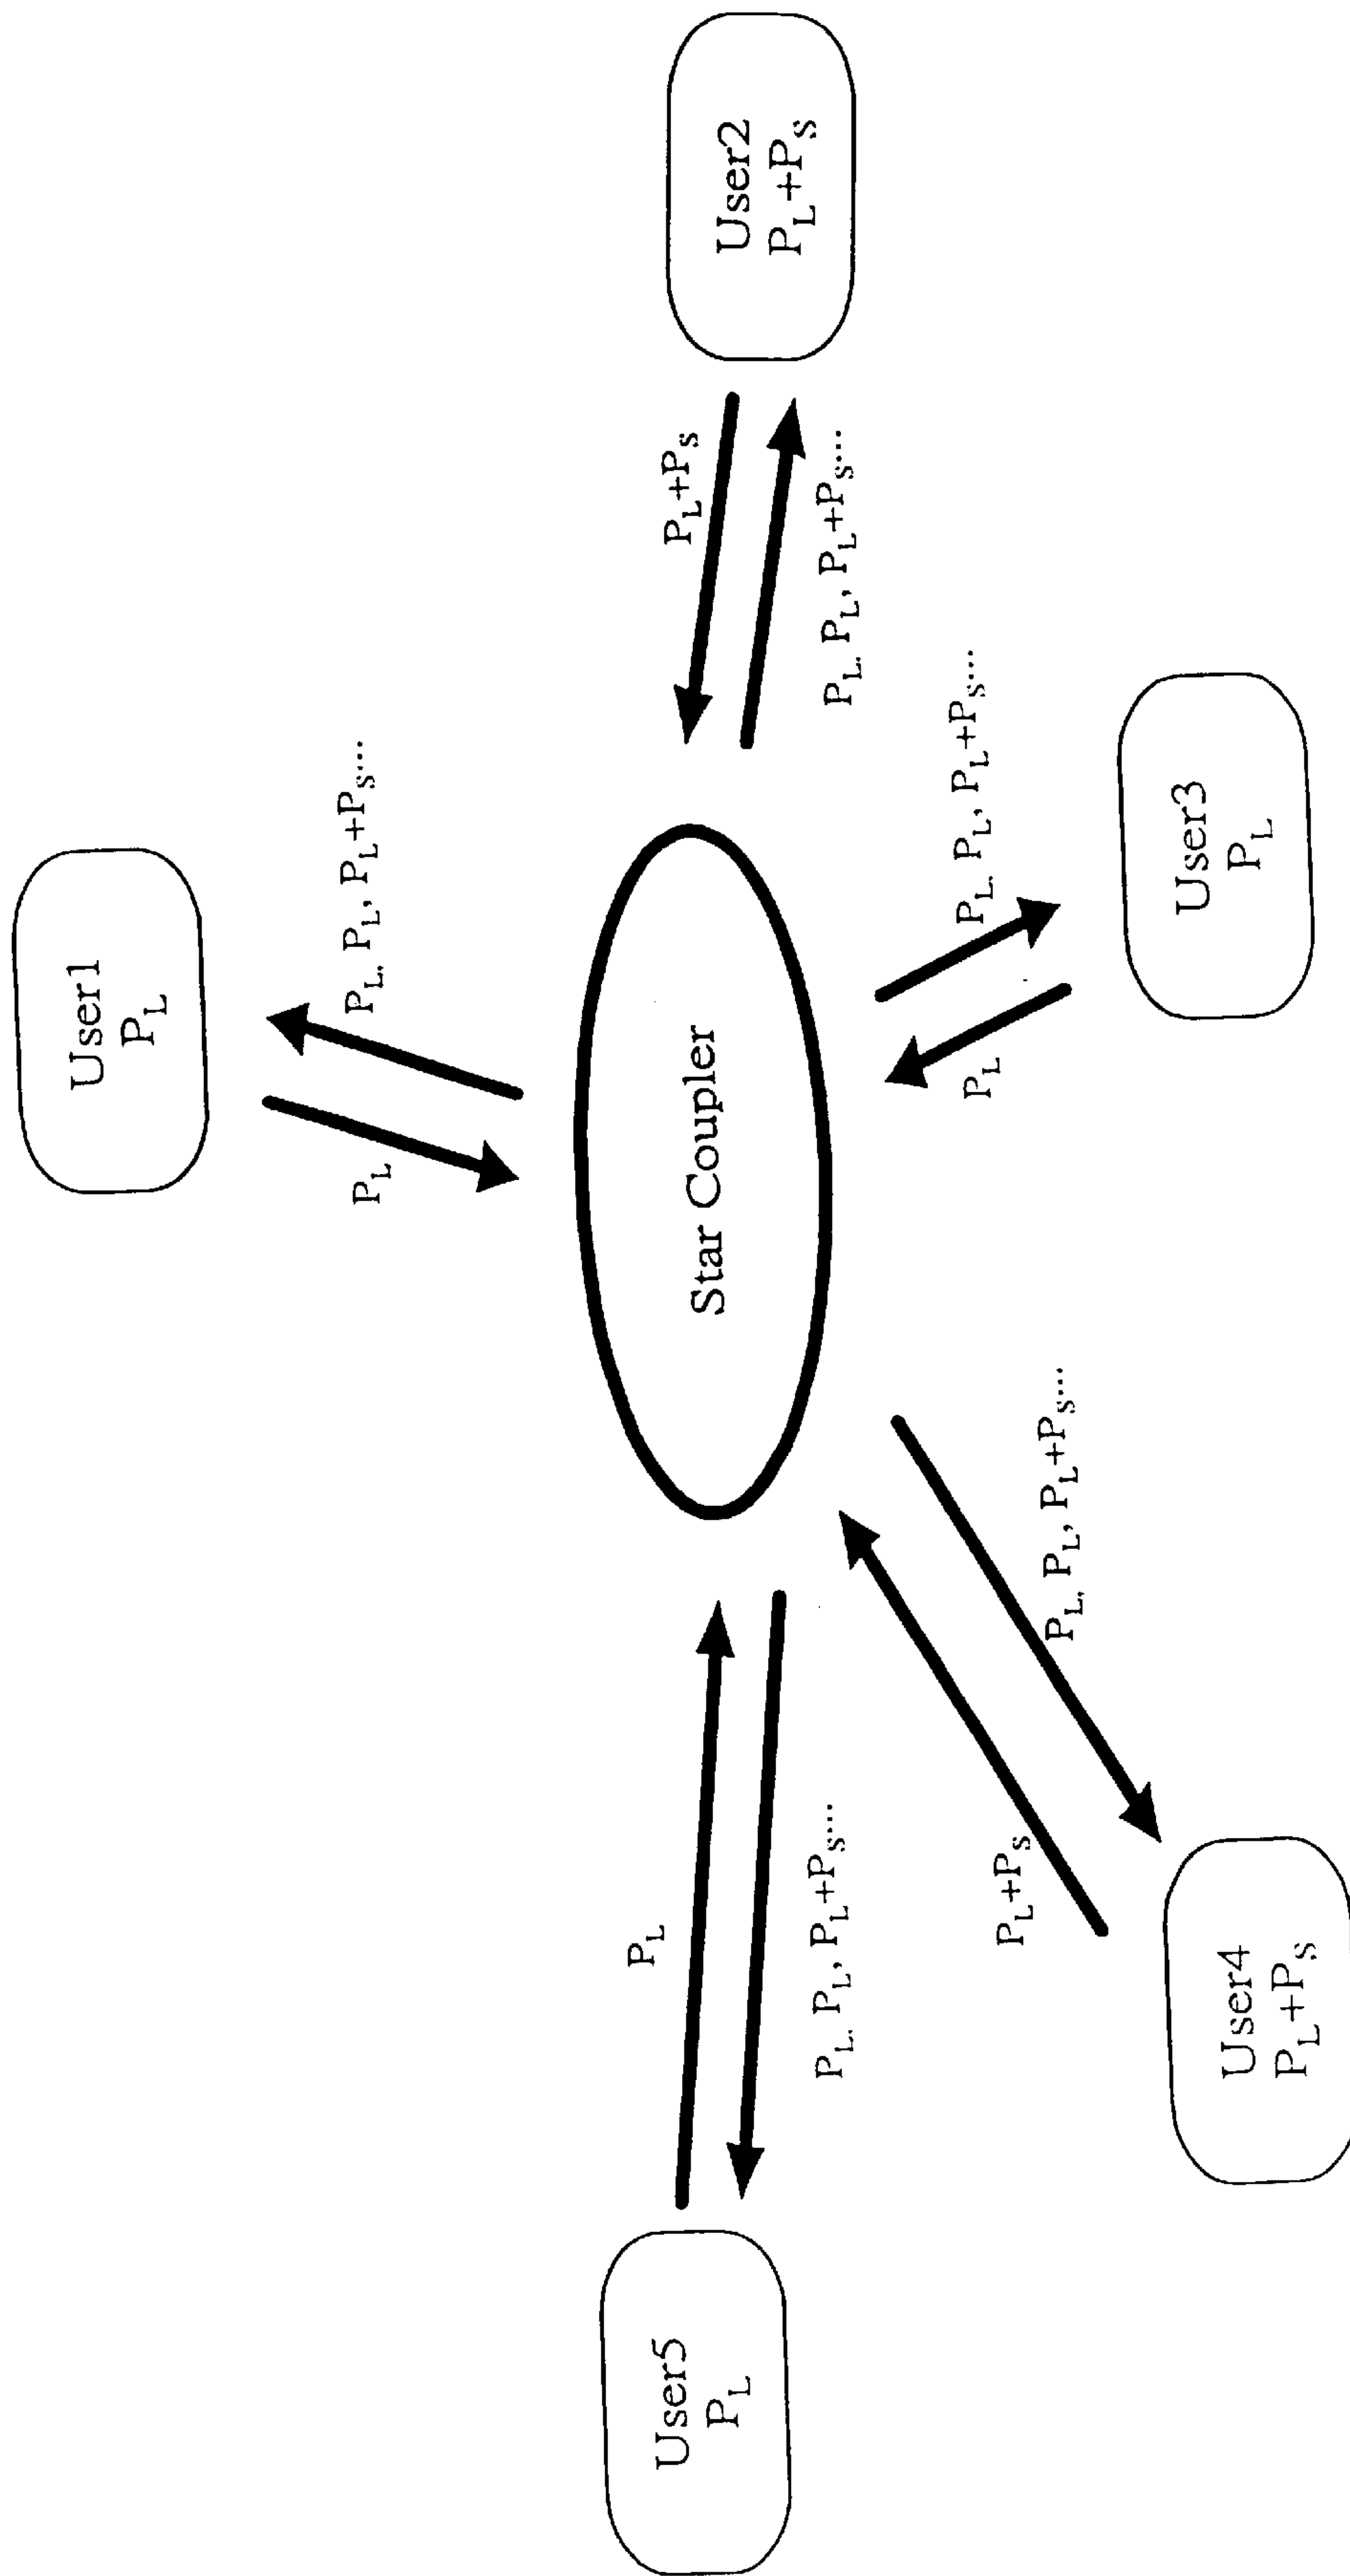 User1
P_L
P_L
P_L, P_L, P_L+P_S...
User5
P_L
P_L
P_L, P_L, P_L+P_S...
Star Coupler
P_L+P_S
P_L, P_L, P_L+P_S...
User2
P_L+P_S
P_L+P_S
P_L, P_L, P_L+P_S...
User4
P_L+P_S
P_L
P_L, P_L, P_L+P_S...
User3
P_L